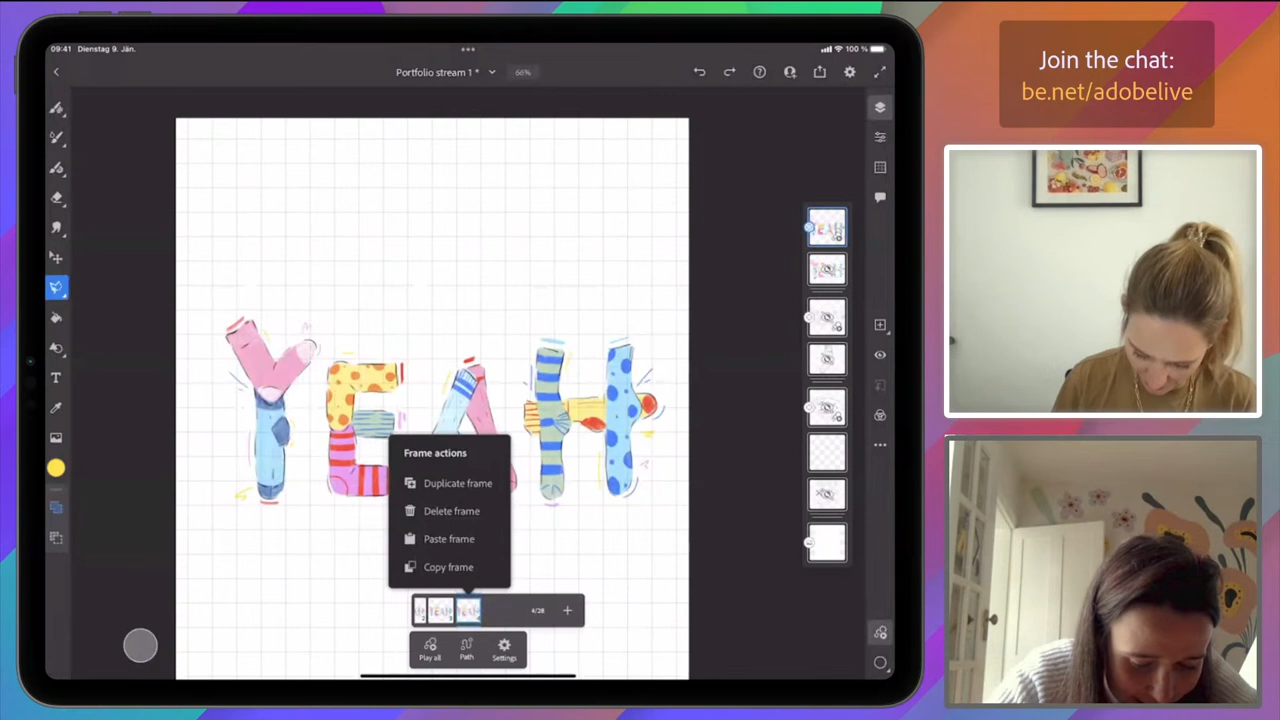 09:41 Dienstag 9. Jän.
100 %
Portfolio stream 1 *
66%
YEAH
Frame actions
Duplicate frame
Delete frame
Paste frame
Copy frame
4/28
Play all
Path
Settings
Join the chat:
be.net/adobelive